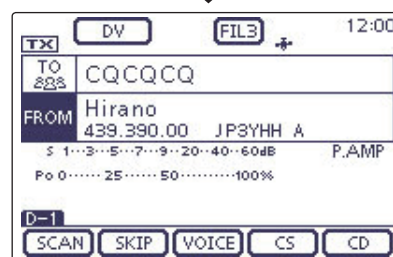 DV FIL3 12:00
TX
TO CQCQCQ
FROM Hirano
439.390.00 JP3YHH A
S 1··3··5··7··9··20··40··60dB P.AMP
Po 0······25······50··········100%
D-1
SCAN SKIP VOICE CS CD